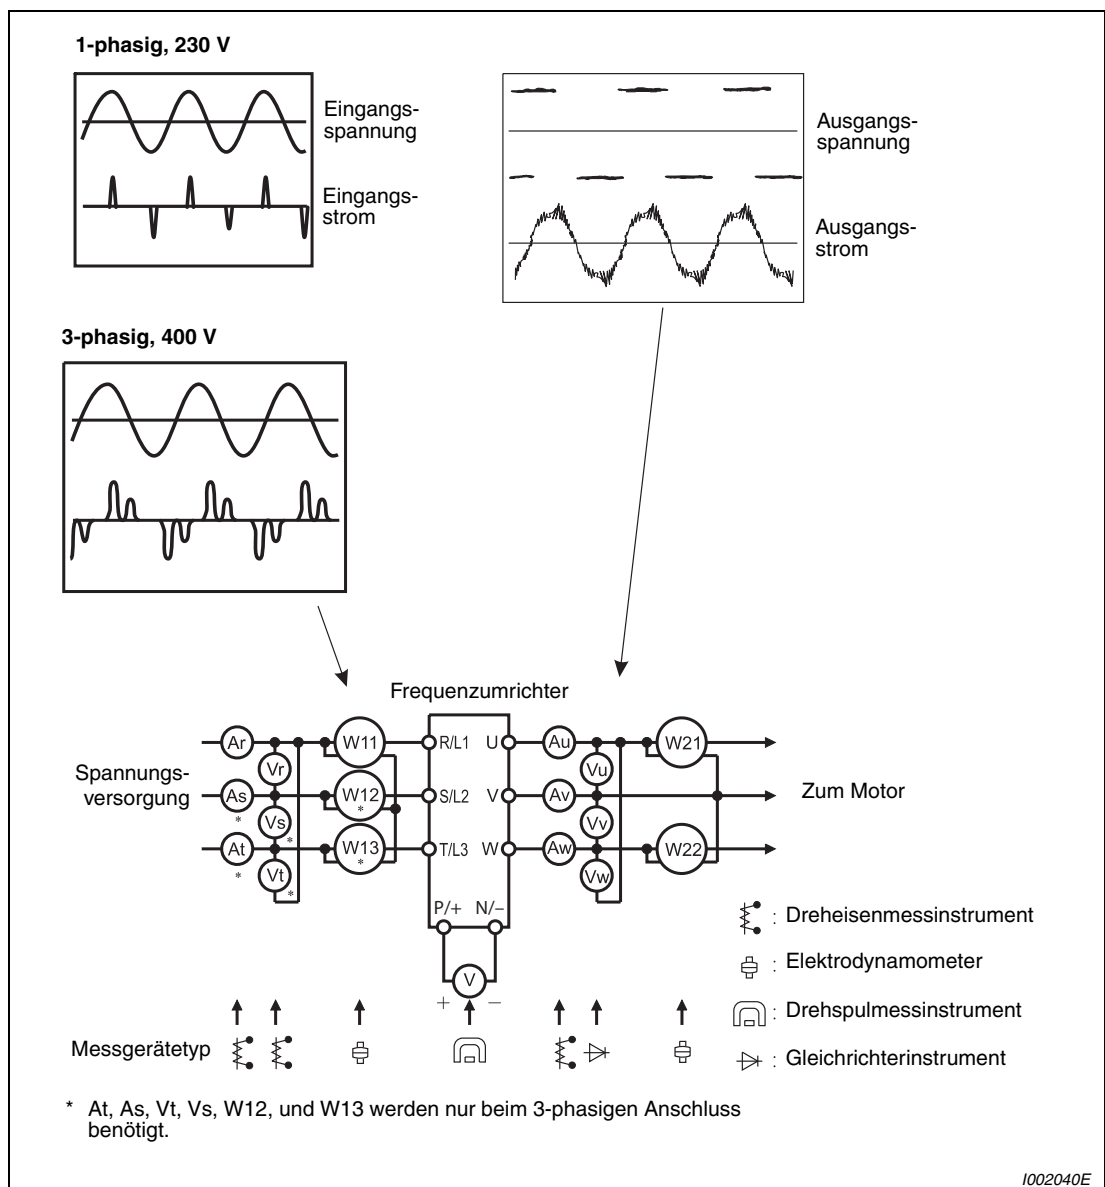 1-phasig, 230 V
Eingangs-
spannung
Eingangs-
strom
Ausgangs-
spannung
Ausgangs-
strom
3-phasig, 400 V
Frequenzumrichter
Spannungs-
versorgung
Ar
As
*
At
*
Vr
Vs
*
Vt
*
W11
W12
*
W13
*
R/L1
S/L2
T/L3
U
V
W
P/+
N/–
V
+
–
Au
Av
Aw
Vu
Vv
Vw
W21
W22
Zum Motor
: Dreheisenmessinstrument
: Elektrodynamometer
: Drehspulmessinstrument
: Gleichrichterinstrument
Messgerätetyp
* At, As, Vt, Vs, W12, und W13 werden nur beim 3-phasigen Anschluss
benötigt.
I002040E